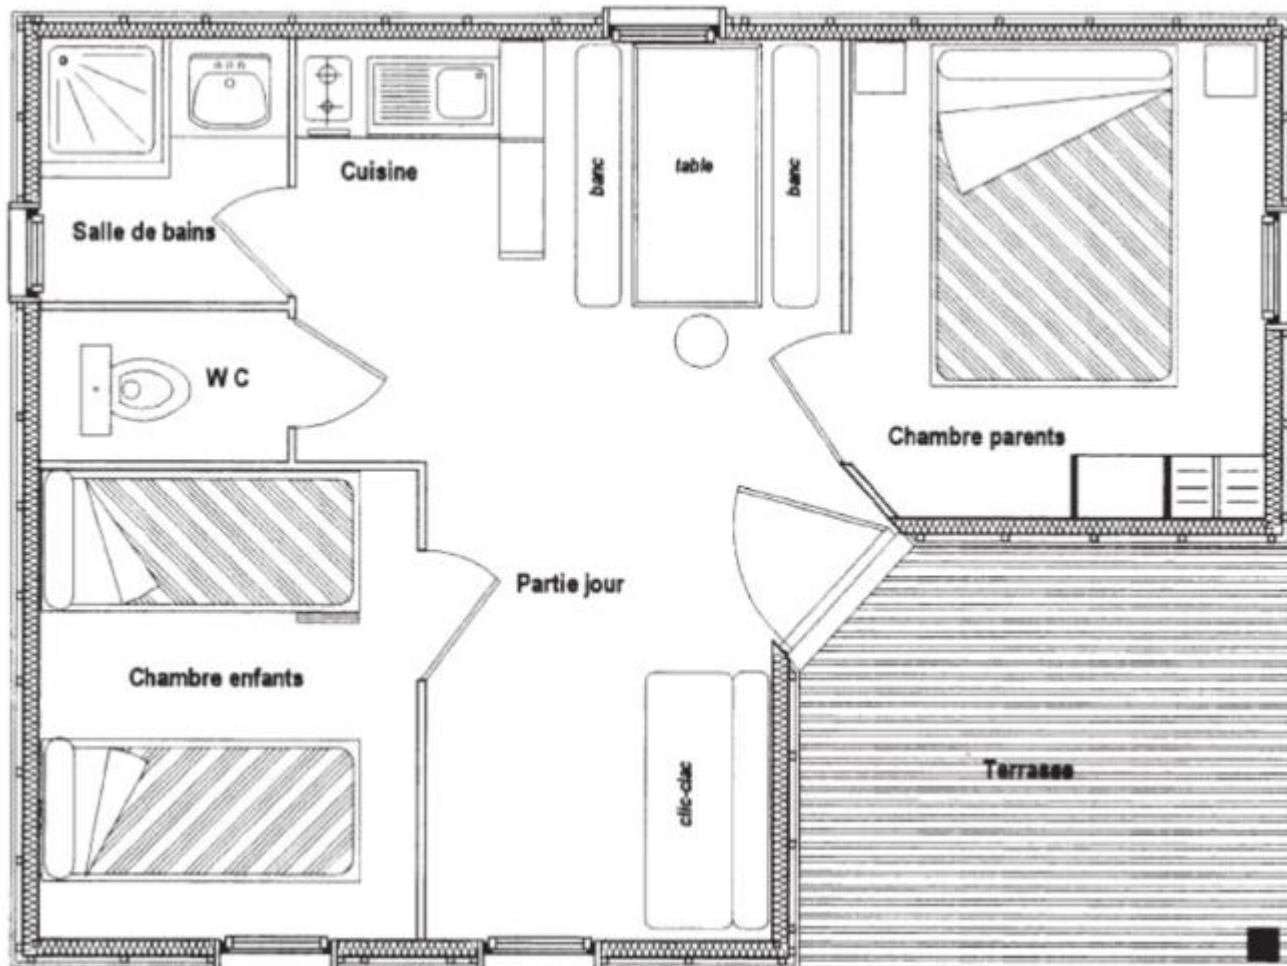 Cuisine
banc
table
banc
Salle de bains
W C
Chambre parents
Partie jour
Chambre enfants
clic-clac
Terrasse